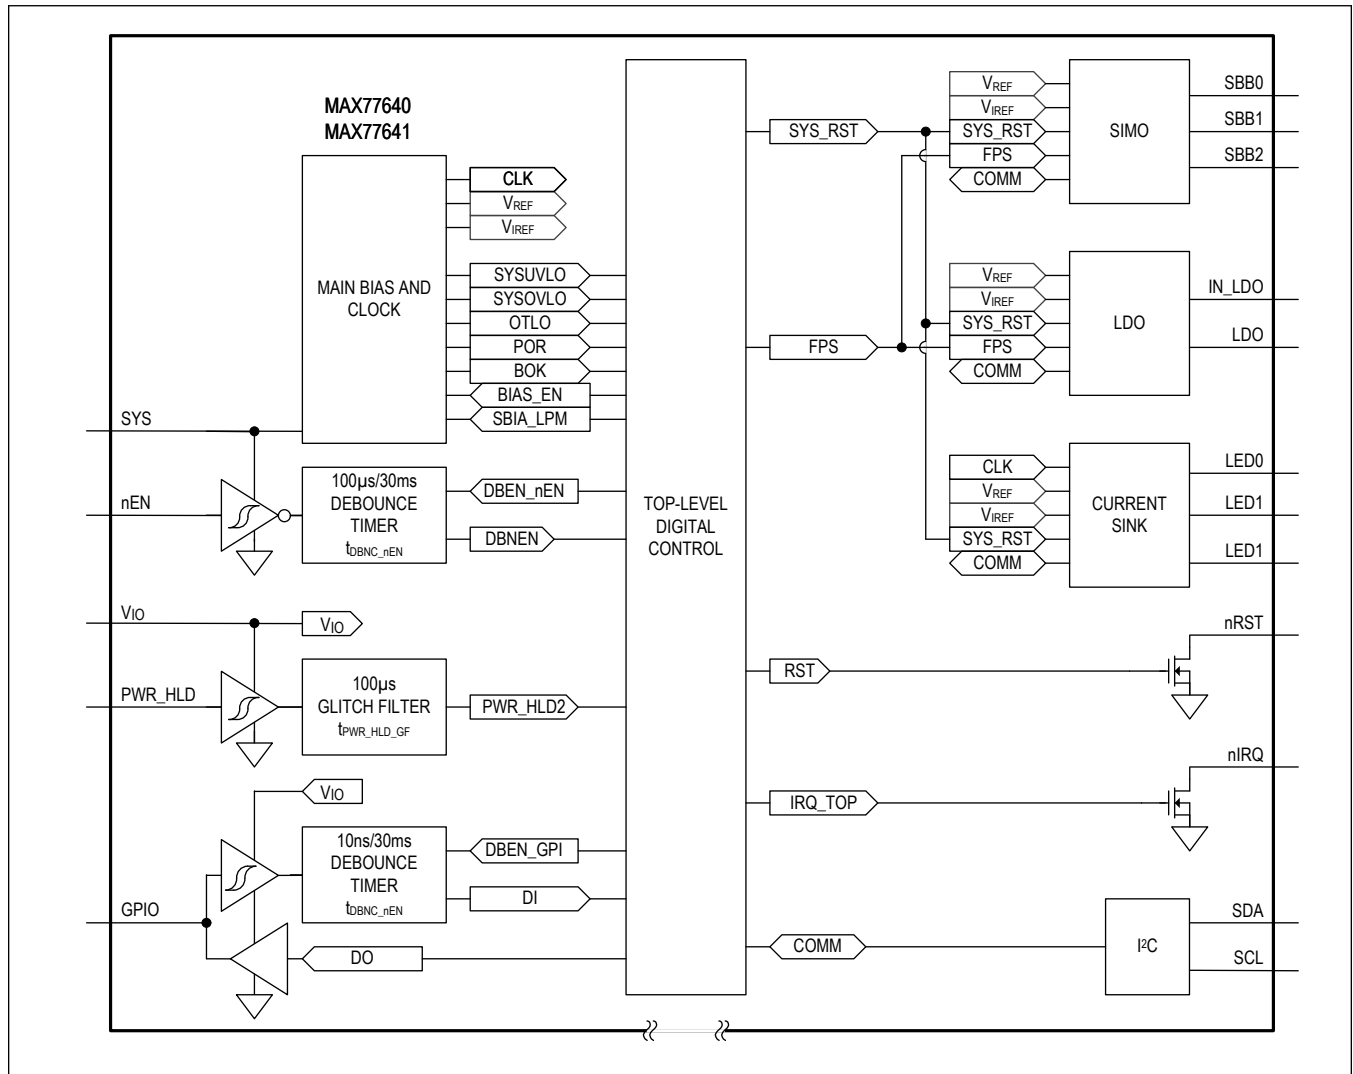 MAX77640
MAX77641
MAIN BIAS AND
CLOCK
CLK
VREF
VIREF
SYSUVLO
SYSOVLO
OTLO
POR
BOK
BIAS_EN
SBIA_LPM
SYS
nEN
100µs/30ms
DEBOUNCE
TIMER
tDBNC_nEN
DBEN_nEN
DBNEN
VIO
VIO
PWR_HLD
100µs
GLITCH FILTER
tPWR_HLD_GF
PWR_HLD2
VIO
GPIO
10ns/30ms
DEBOUNCE
TIMER
tDBNC_nEN
DBEN_GPI
DI
DO
TOP-LEVEL
DIGITAL
CONTROL
SYS_RST
FPS
RST
IRQ_TOP
COMM
VREF
VIREF
SYS_RST
FPS
COMM
SIMO
SBB0
SBB1
SBB2
VREF
VIREF
SYS_RST
FPS
COMM
LDO
IN_LDO
LDO
CLK
VREF
VIREF
SYS_RST
COMM
CURRENT
SINK
LED0
LED1
LED1
nRST
nIRQ
I²C
SDA
SCL